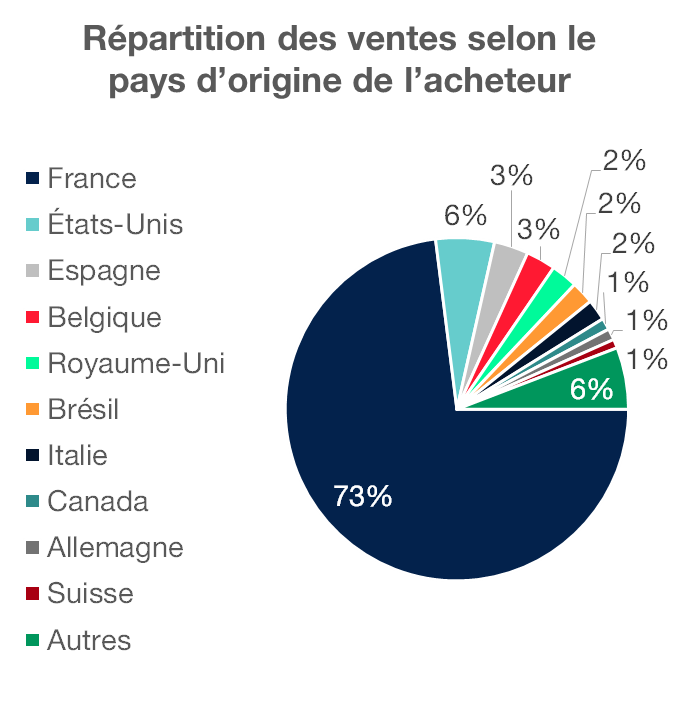 Répartition des ventes selon le
pays d’origine de l’acheteur
France
États-Unis
Espagne
Belgique
Royaume-Uni
Brésil
Italie
Canada
Allemagne
Suisse
Autres
73%
6%
3%
3%
2%
2%
2%
1%
1%
1%
6%